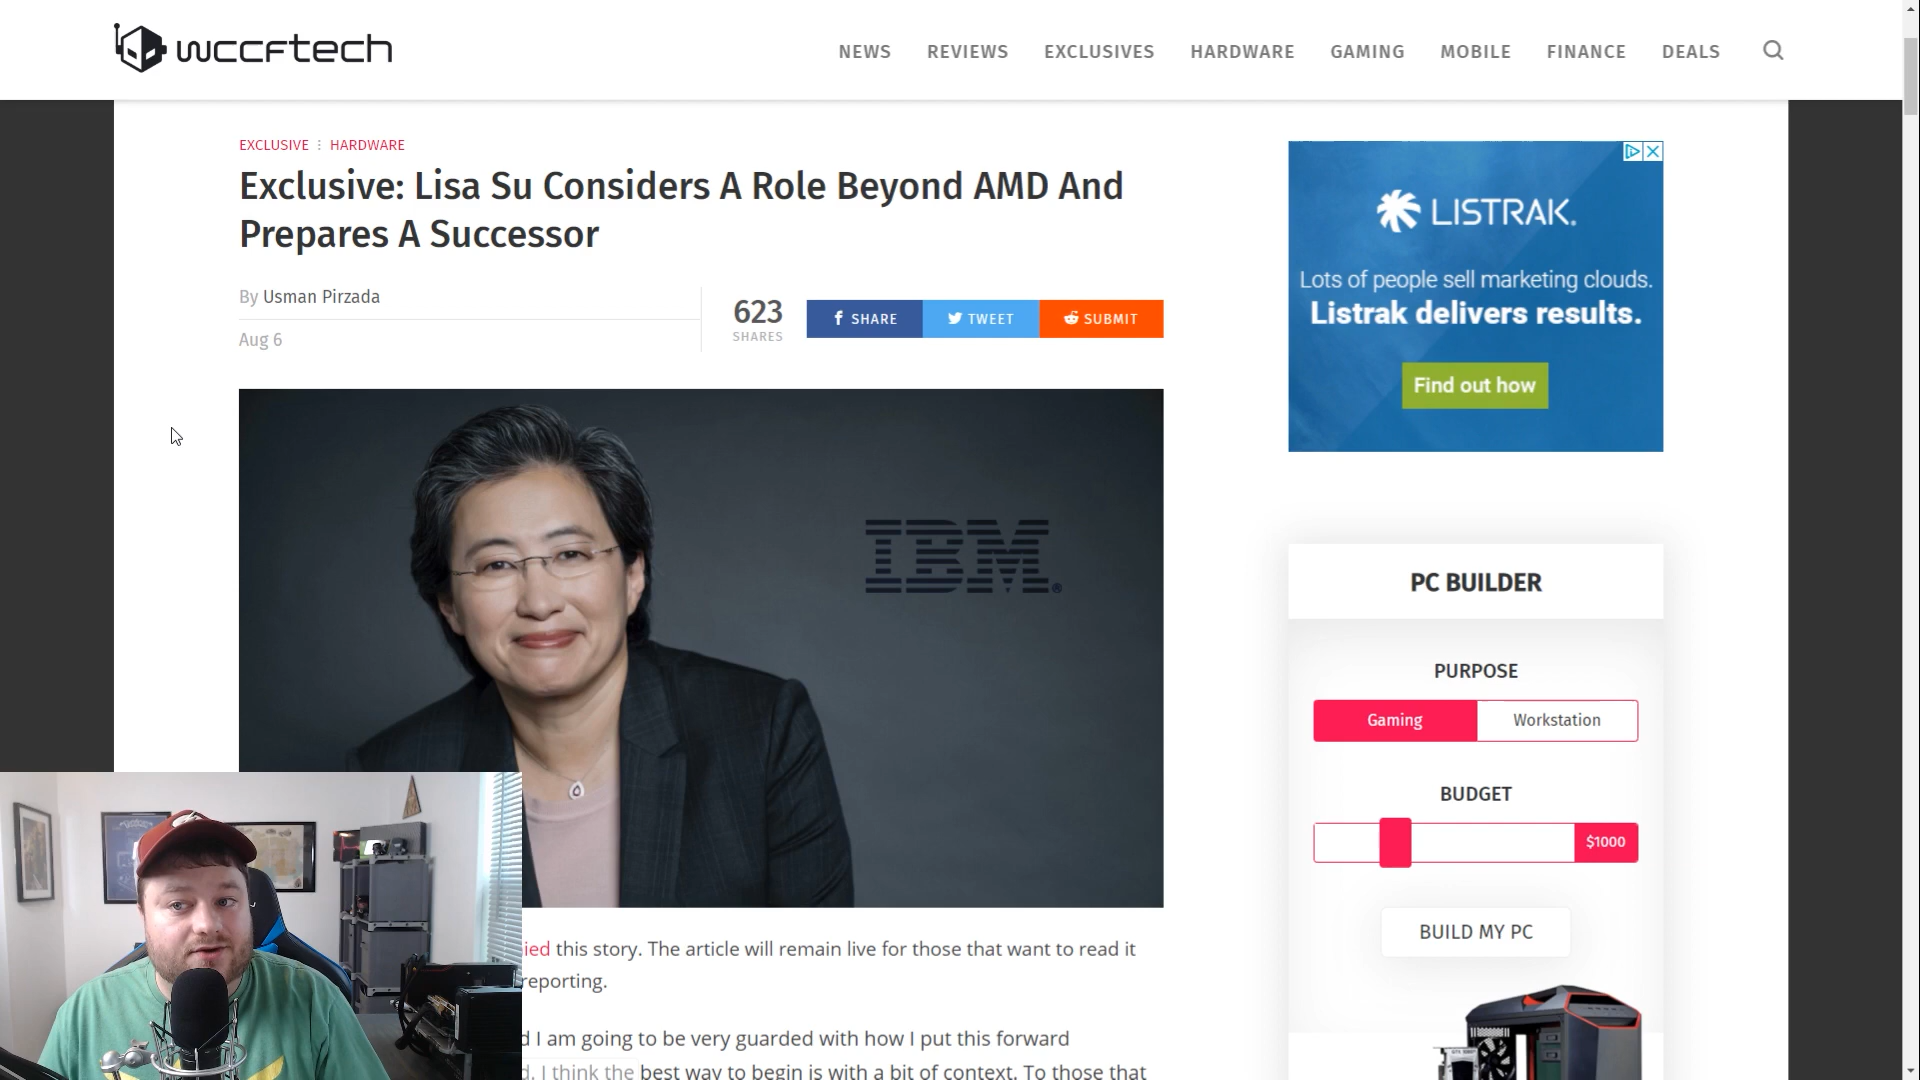 wccftech
NEWS REVIEWS EXCLUSIVES HARDWARE GAMING MOBILE FINANCE DEALS
EXCLUSIVE ⋮ HARDWARE
Exclusive: Lisa Su Considers A Role Beyond AMD And
Prepares A Successor
By Usman Pirzada
Aug 6
623
SHARES
SHARE
TWEET
SUBMIT
IBM®
ied this story. The article will remain live for those that want to read it
reporting.
d I am going to be very guarded with how I put this forward
d. I think the best way to begin is with a bit of context. To those that
LISTRAK.
Lots of people sell marketing clouds.
Listrak delivers results.
Find out how
PC BUILDER
PURPOSE
Gaming Workstation
BUDGET
$1000
BUILD MY PC